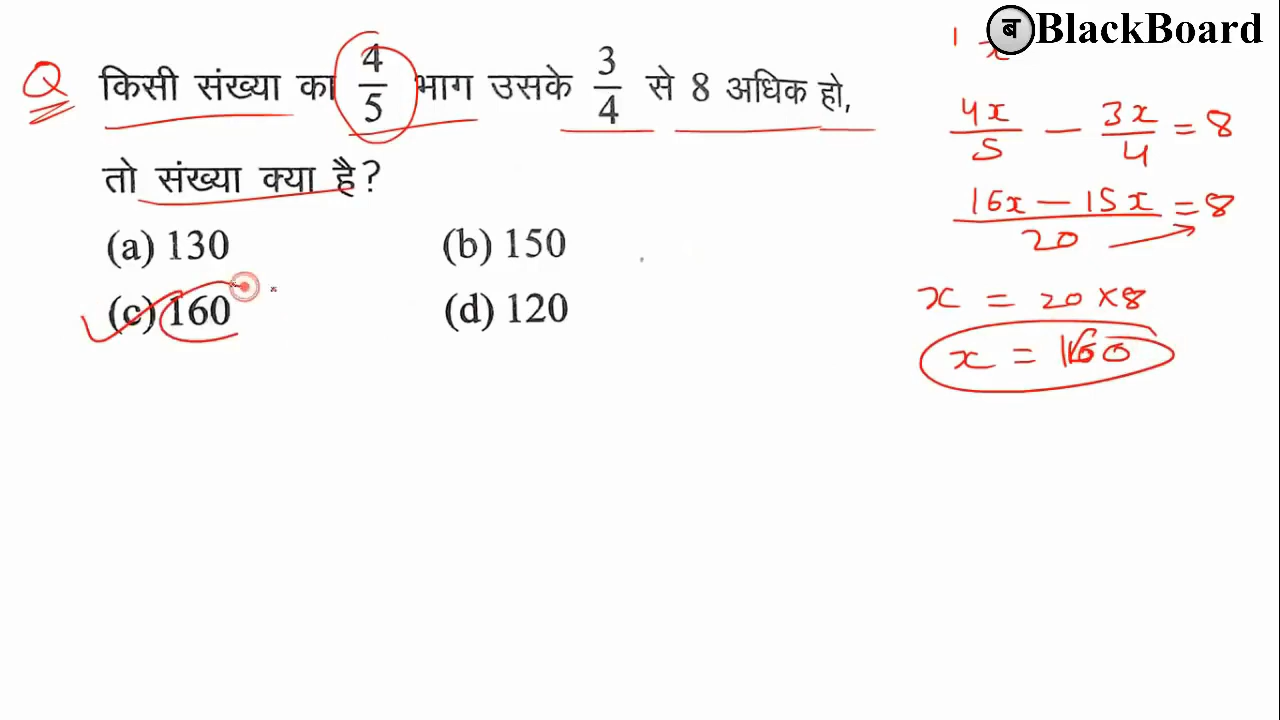 ब BlackBoard
Q किसी संख्या का 4/5 भाग उसके 3/4 से 8 अधिक हो,
तो संख्या क्या है?
(a) 130 (b) 150
(c) 160 (d) 120
x
4x/5 - 3x/4 = 8
16x - 15x/20 = 8
x = 20 x 8
x = 160